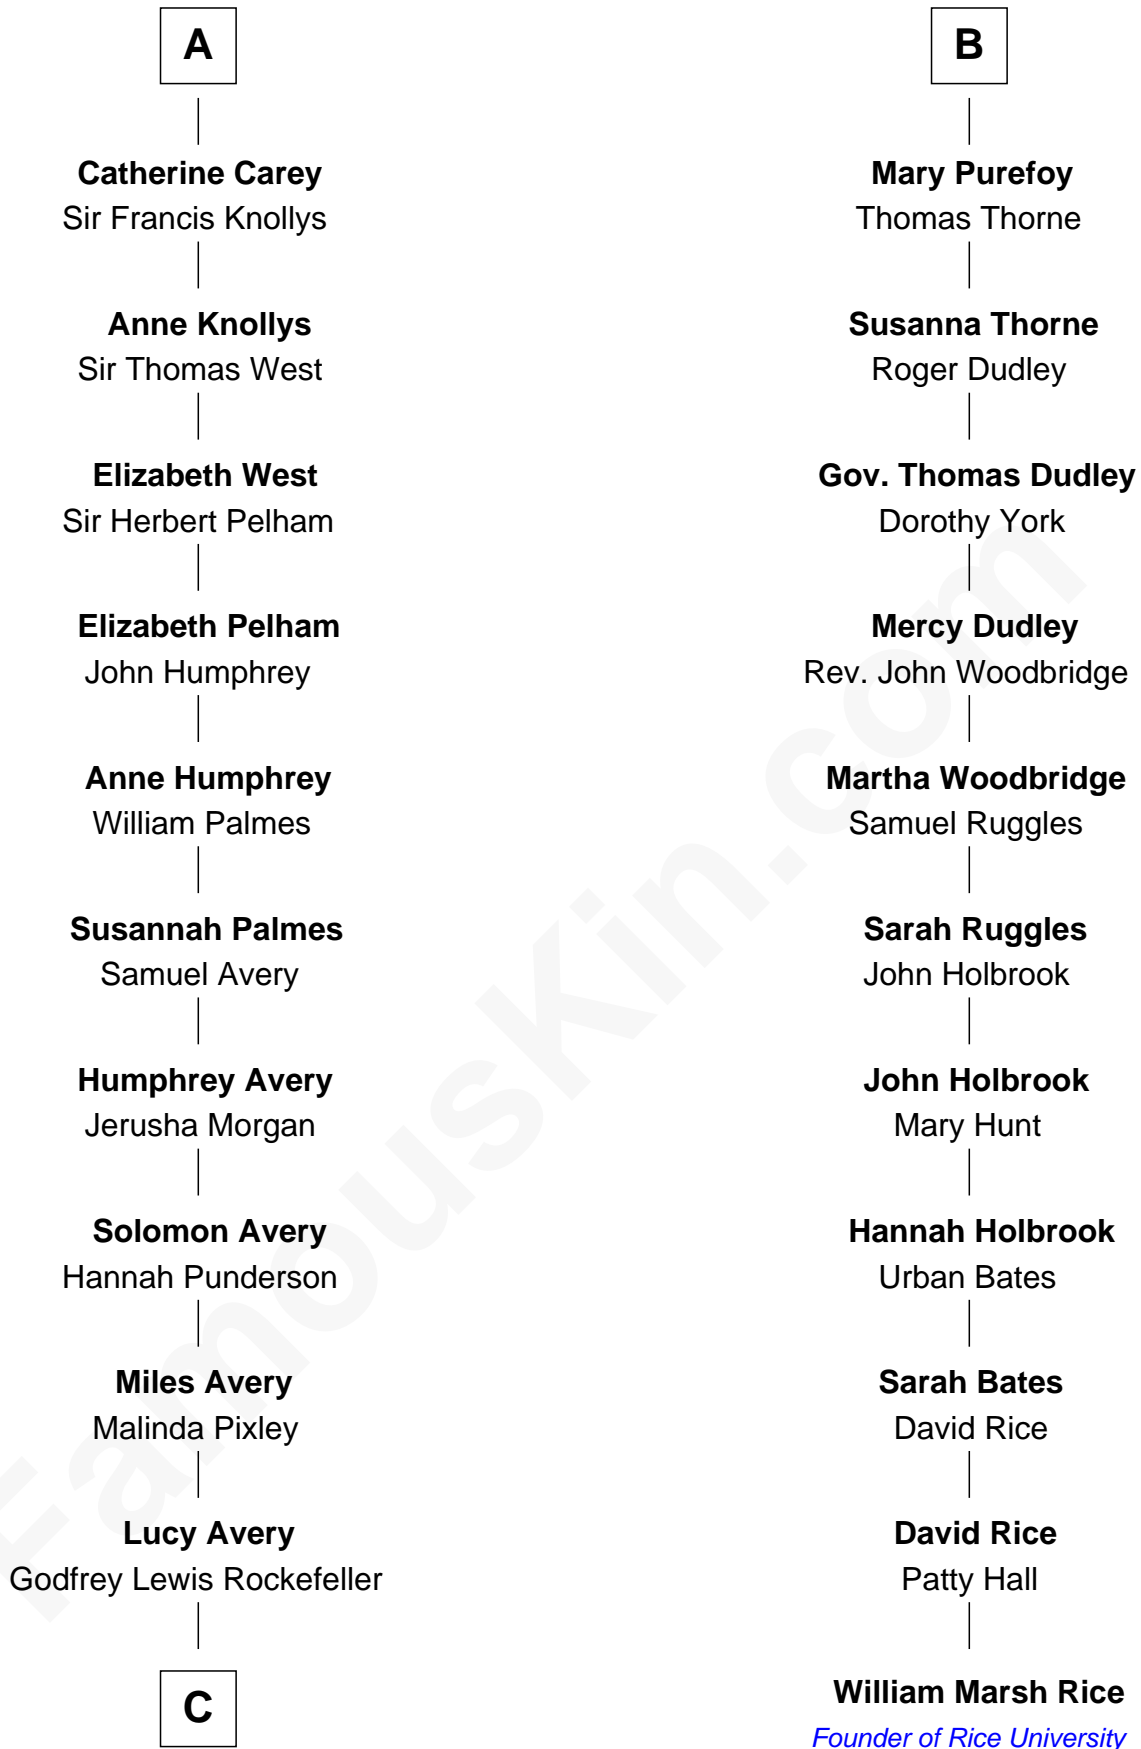 A
Catherine Carey
Sir Francis Knollys
Anne Knollys
Sir Thomas West
Elizabeth West
Sir Herbert Pelham
Elizabeth Pelham
John Humphrey
Anne Humphrey
William Palmes
Susannah Palmes
Samuel Avery
Humphrey Avery
Jerusha Morgan
Solomon Avery
Hannah Punderson
Miles Avery
Malinda Pixley
Lucy Avery
Godfrey Lewis Rockefeller
C
B
Mary Purefoy
Thomas Thorne
Susanna Thorne
Roger Dudley
Gov. Thomas Dudley
Dorothy York
Mercy Dudley
Rev. John Woodbridge
Martha Woodbridge
Samuel Ruggles
Sarah Ruggles
John Holbrook
John Holbrook
Mary Hunt
Hannah Holbrook
Urban Bates
Sarah Bates
David Rice
David Rice
Patty Hall
William Marsh Rice
Founder of Rice University
FamousKin.com